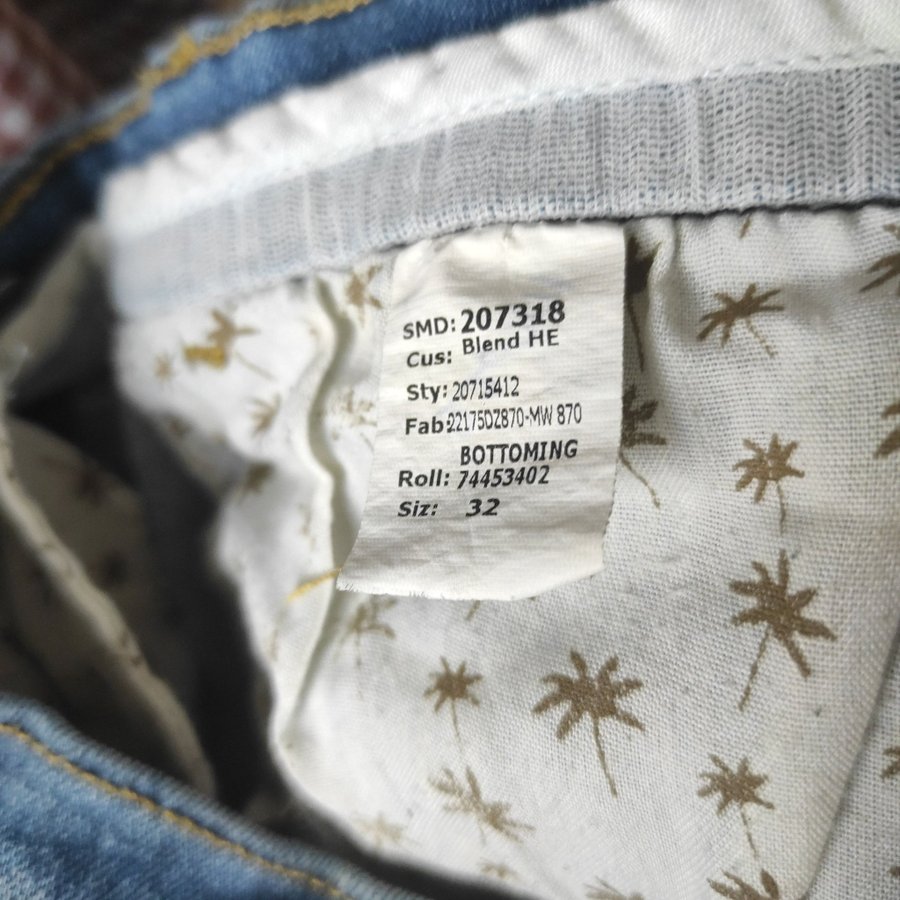 SMD: 207318
Cus: Blend HE
Sty: 20715412
Fab:22175DZ870-MW 870
BOTTOMING
Roll: 74453402
Siz: 32